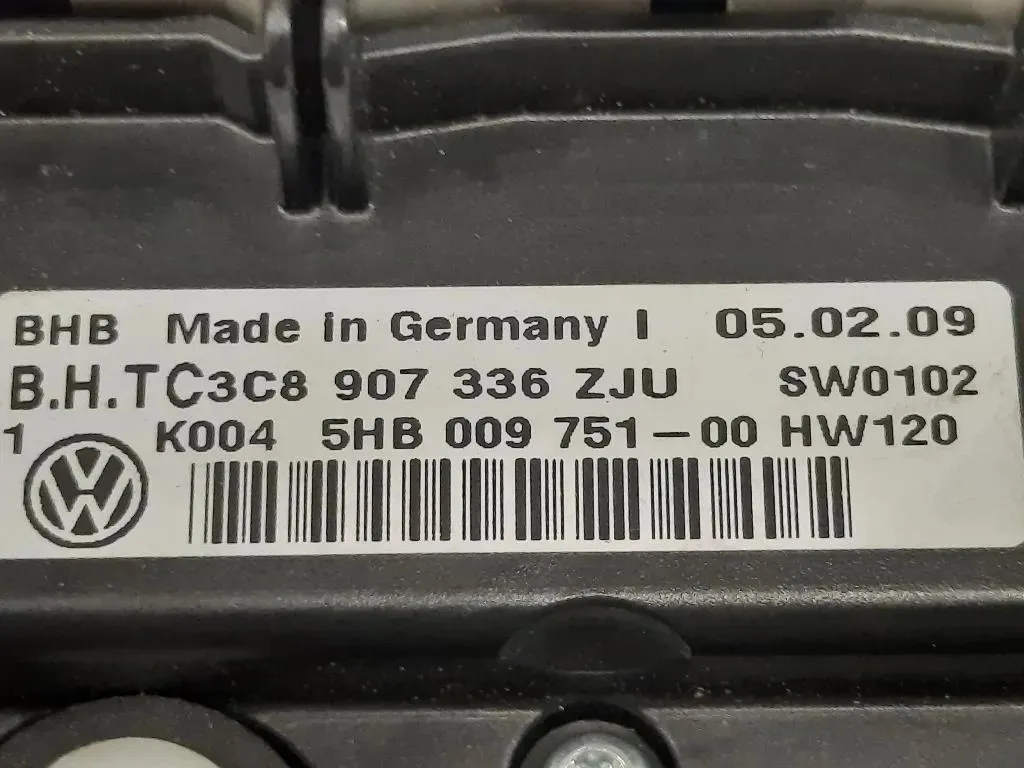 BHB Made in Germany I 05.02.09
B.H.TC3C8 907 336 ZJU SW0102
1 K004 5HB 009 751-00 HW120
VW